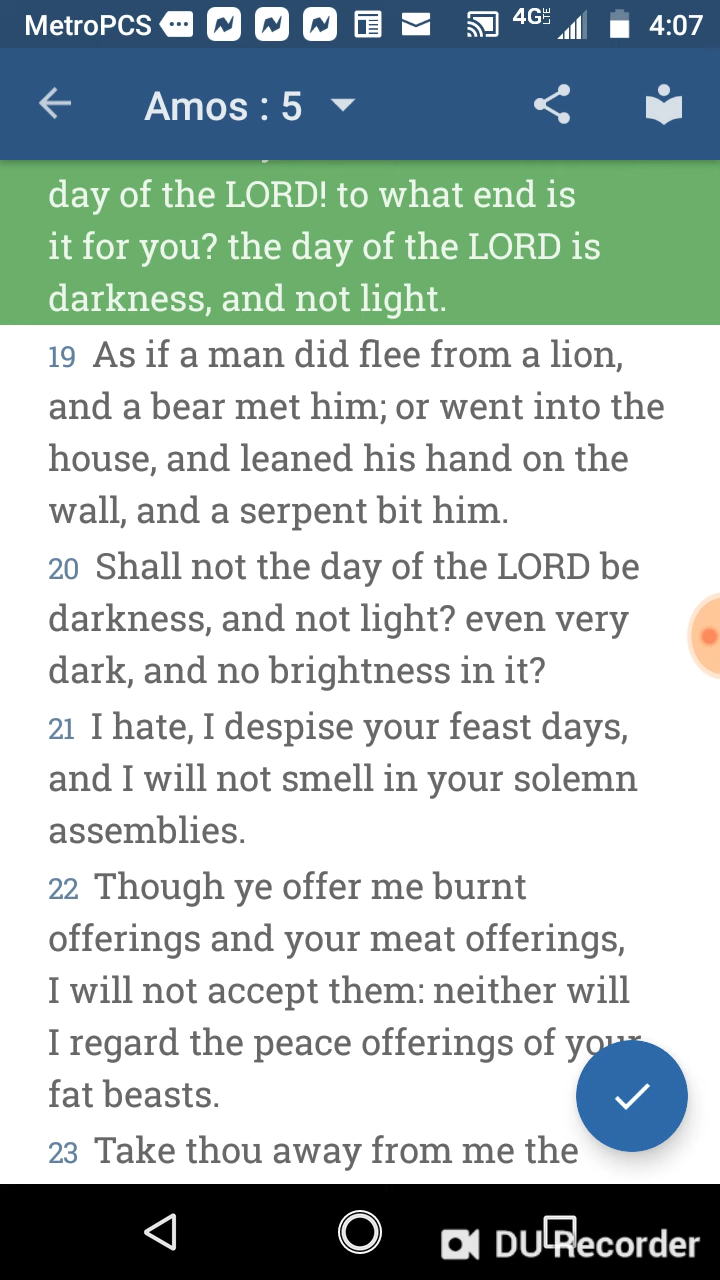 MetroPCS 4G LTE 4:07
Amos : 5
day of the LORD! to what end is
it for you? the day of the LORD is
darkness, and not light.
19 As if a man did flee from a lion,
and a bear met him; or went into the
house, and leaned his hand on the
wall, and a serpent bit him.
20 Shall not the day of the LORD be
darkness, and not light? even very
dark, and no brightness in it?
21 I hate, I despise your feast days,
and I will not smell in your solemn
assemblies.
22 Though ye offer me burnt
offerings and your meat offerings,
I will not accept them: neither will
I regard the peace offerings of your
fat beasts.
23 Take thou away from me the
DU Recorder